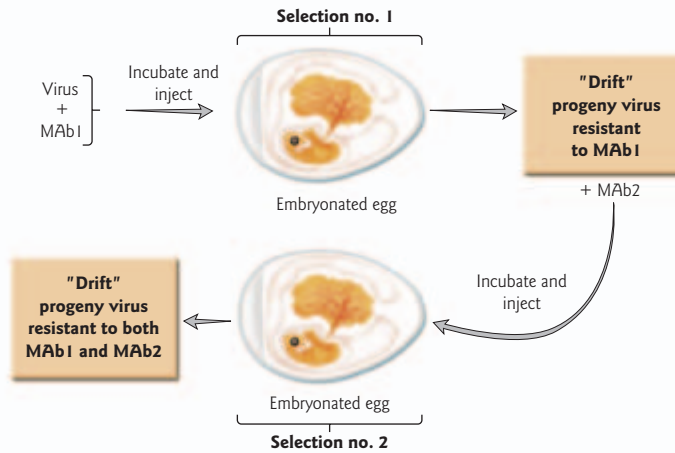 Selection no. 1
Virus
+
MAb1
Incubate and
inject
Embryonated egg
"Drift"
progeny virus
resistant
to MAb1
+ MAb2
Incubate and
inject
"Drift"
progeny virus
resistant to both
MAb1 and MAb2
Embryonated egg
Selection no. 2